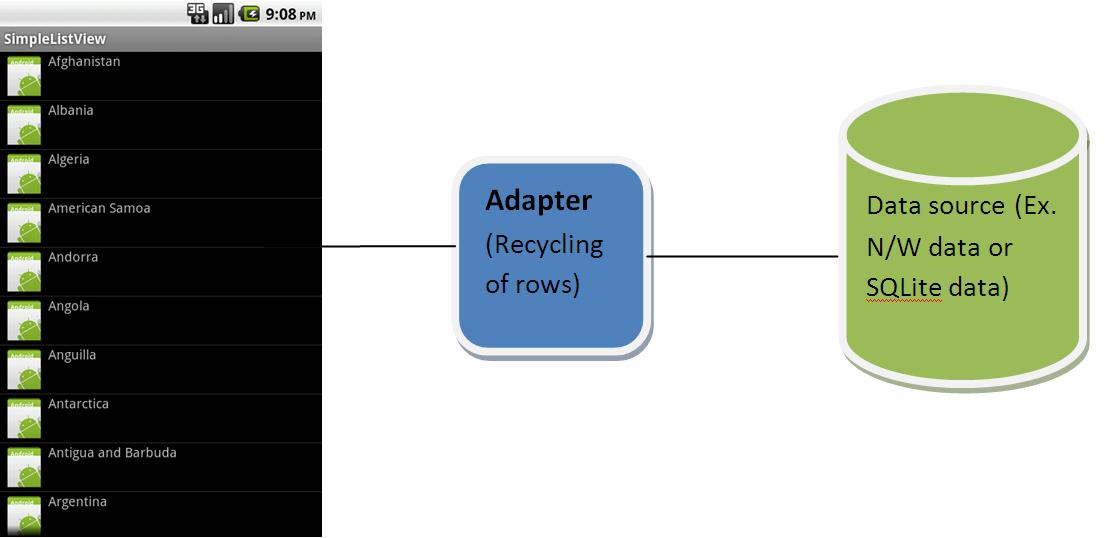 3G
9:08 PM
SimpleListView
Android
Afghanistan
Android
Albania
Android
Algeria
Android
American Samoa
Android
Andorra
Android
Angola
Android
Anguilla
Android
Antarctica
Android
Antigua and Barbuda
Android
Argentina
Adapter
(Recycling
of rows)
Data source (Ex.
N/W data or
SQLite data)